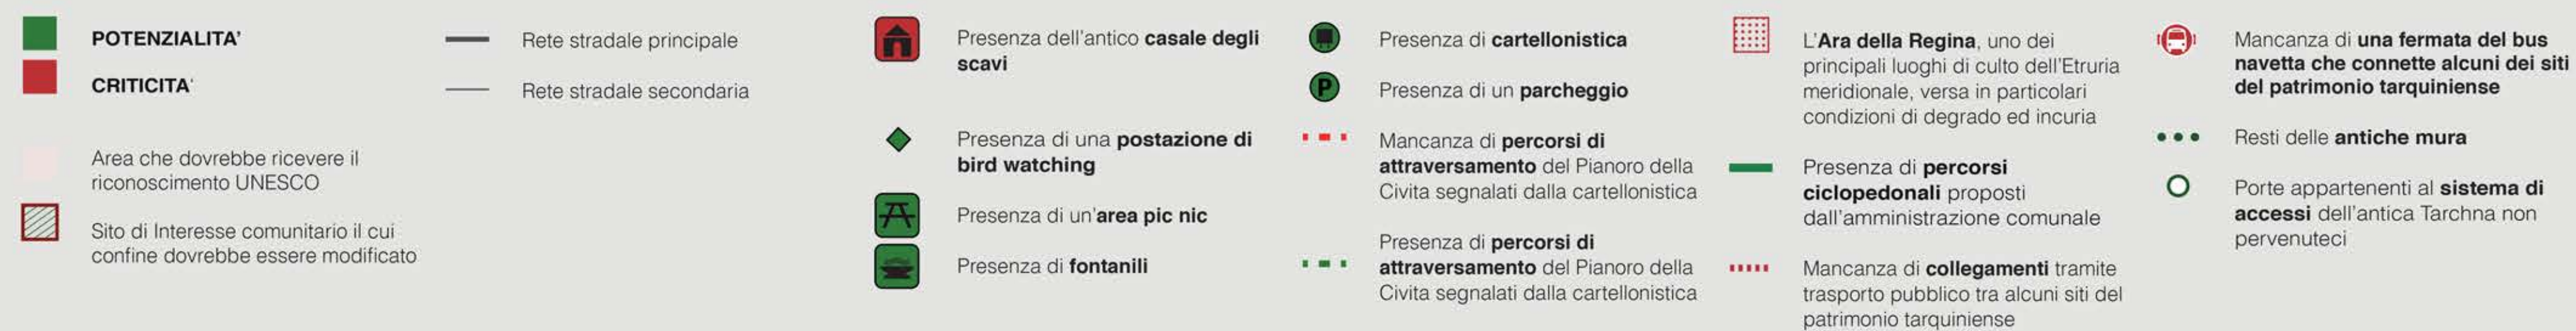 POTENZIALITA'
CRITICITA'
Area che dovrebbe ricevere il
riconoscimento UNESCO
Sito di Interesse comunitario il cui
confine dovrebbe essere modificato
Rete stradale principale
Rete stradale secondaria
Presenza dell'antico casale degli
scavi
Presenza di una postazione di
bird watching
Presenza di un'area pic nic
Presenza di fontanili
Presenza di cartellonistica
P
Presenza di un parcheggio
Mancanza di percorsi di
attraversamento del Pianoro della
Civita segnalati dalla cartellonistica
Presenza di percorsi di
attraversamento del Pianoro della
Civita segnalati dalla cartellonistica
L'Ara della Regina, uno dei
principali luoghi di culto dell'Etruria
meridionale, versa in particolari
condizioni di degrado ed incuria
Presenza di percorsi
ciclopedonali proposti
dall'amministrazione comunale
Mancanza di collegamenti tramite
trasporto pubblico tra alcuni siti del
patrimonio tarquiniense
Mancanza di una fermata del bus
navetta che connette alcuni dei siti
del patrimonio tarquiniense
Resti delle antiche mura
Porte appartenenti al sistema di
accessi dell'antica Tarchna non
pervenuteci